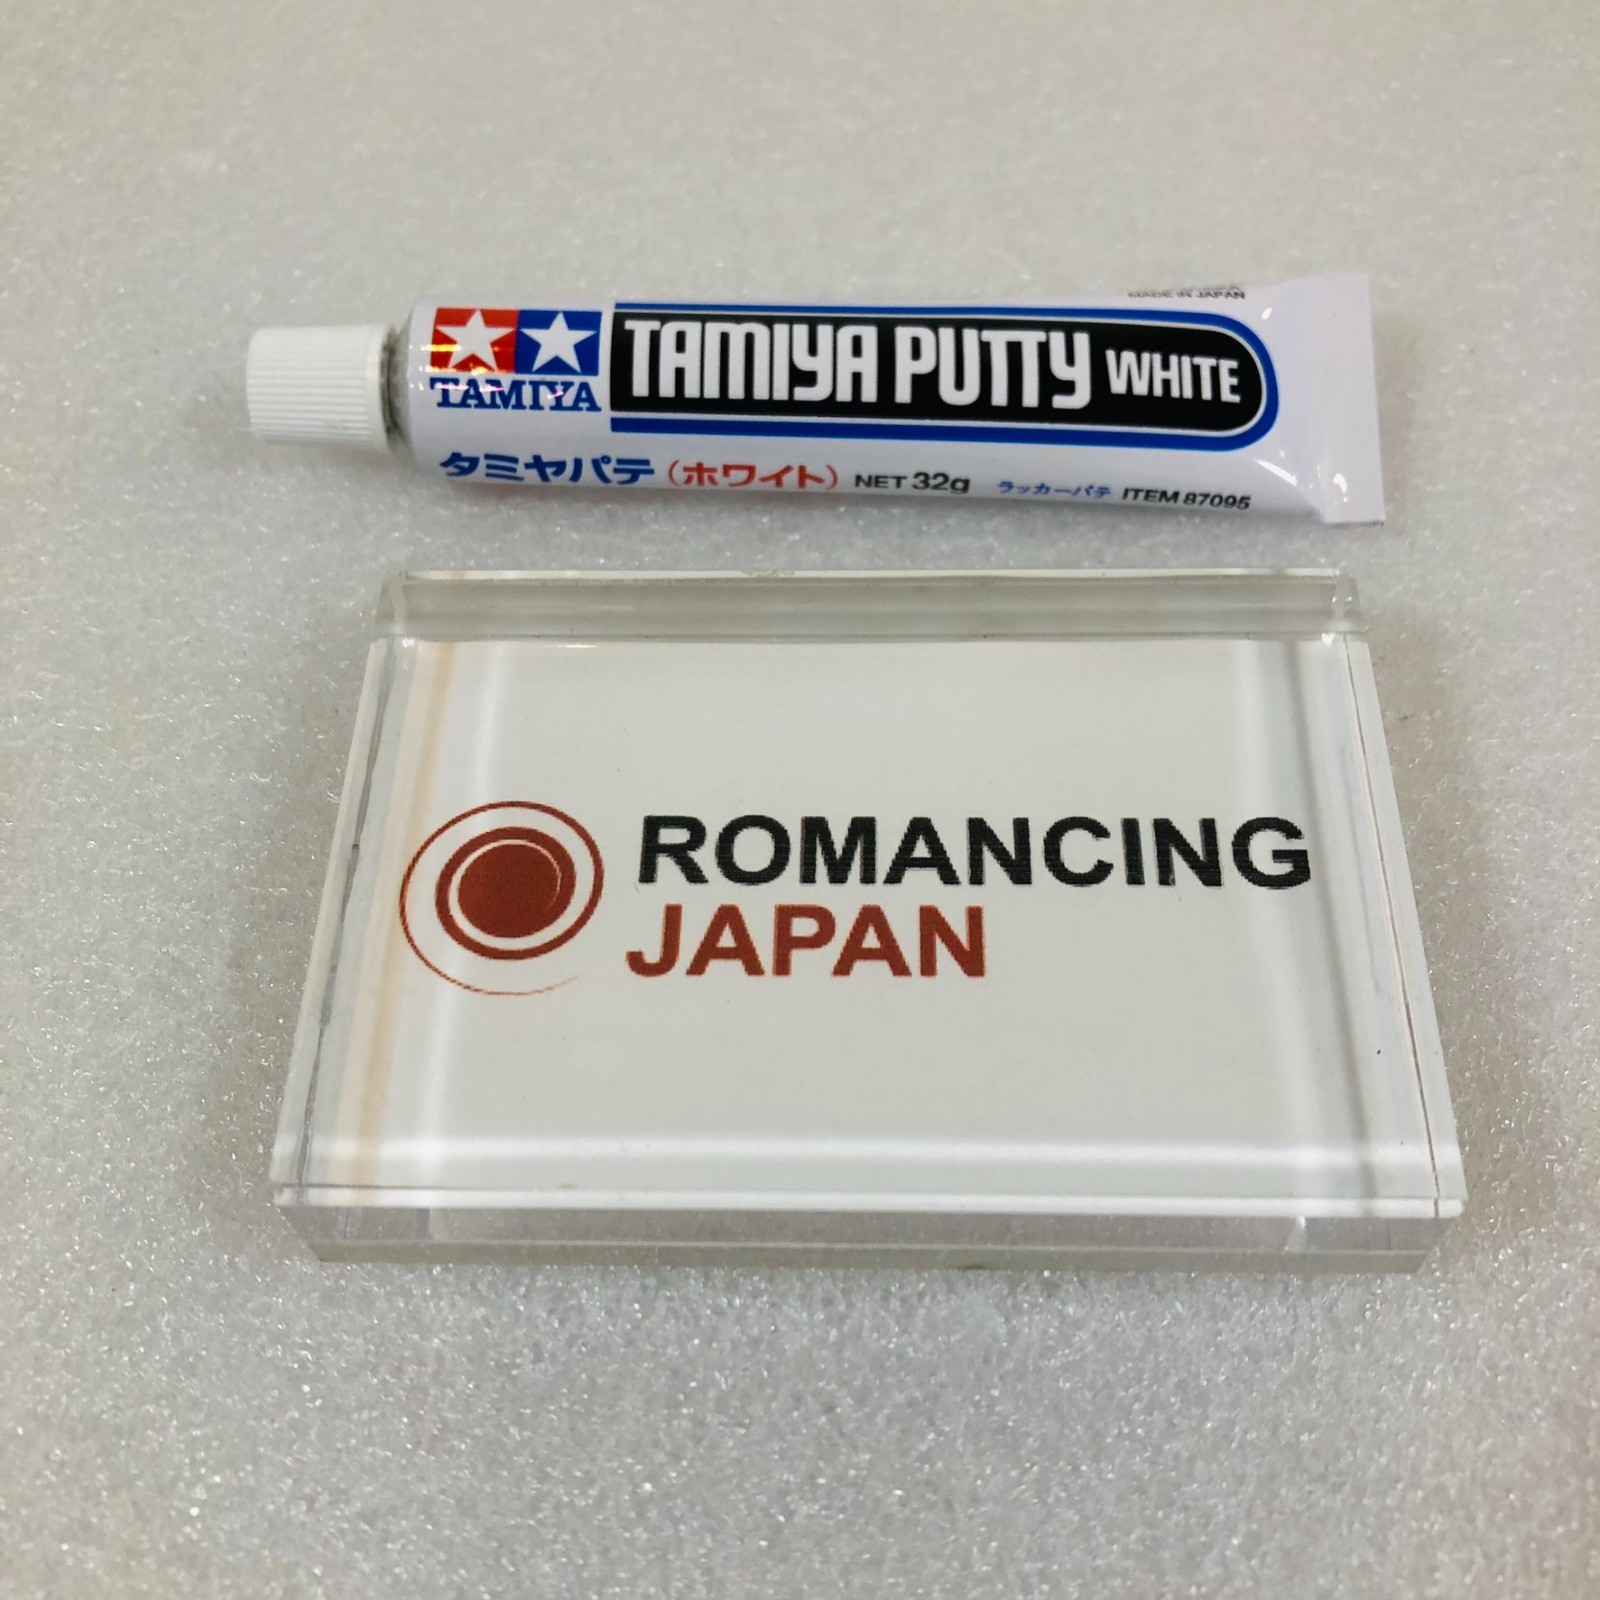 MADE IN JAPAN
TAMIYA
TAMIYA PUTTY WHITE
タミヤパテ（ホワイト） NET 32g ラッカーパテ ITEM 87095
ROMANCING
JAPAN